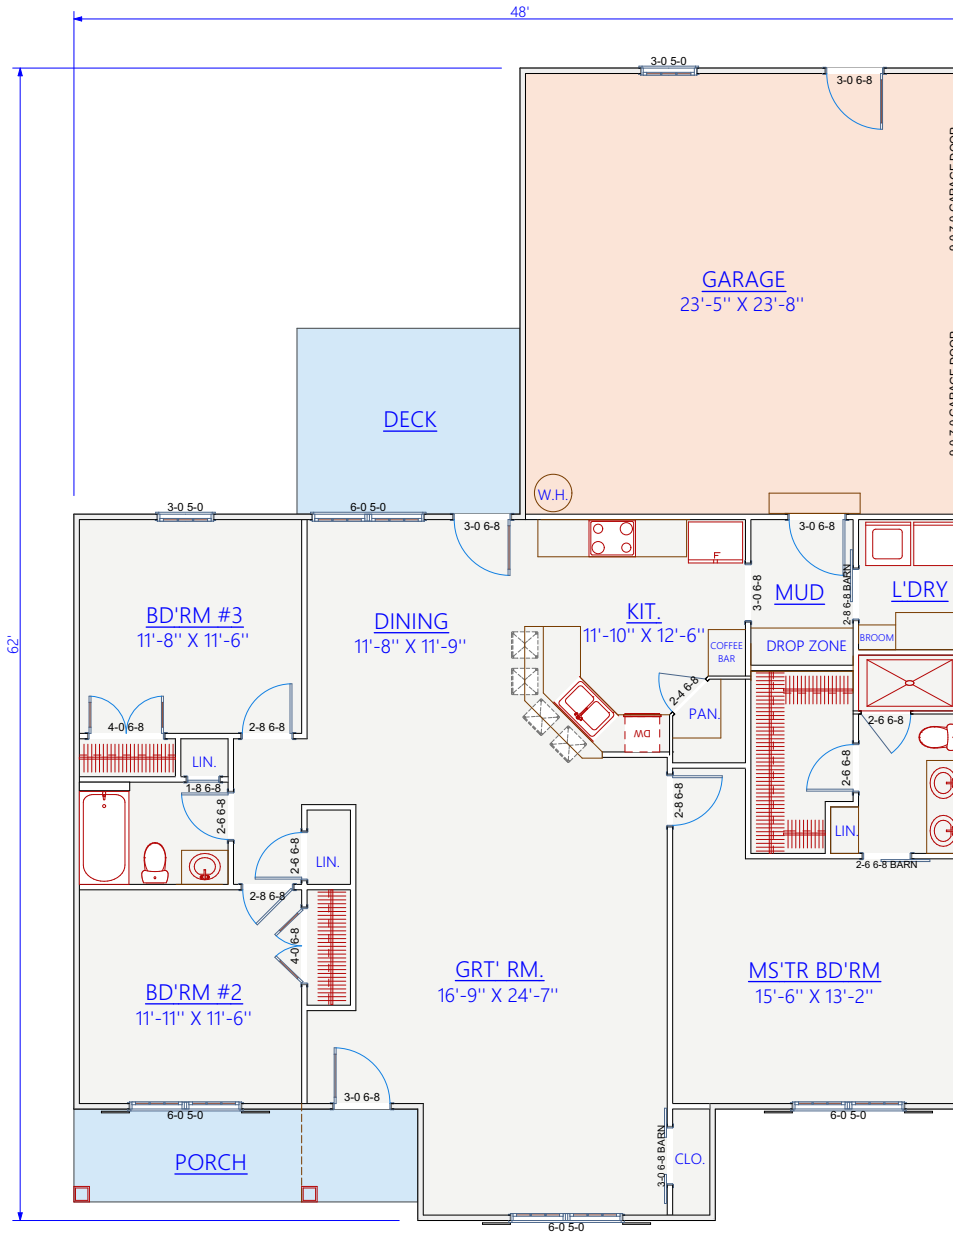 48'
3-0 5-0
3-0 6-8
GARAGE
23'-5" X 23'-8"
62'
DECK
W.H.
3-0 5-0
6-0 5-0
3-0 6-8
3-0 6-8
F
BD'RM #3
11'-8" X 11'-6"
DINING
11'-8" X 11'-9"
KIT.
11'-10" X 12'-6"
3-0 6-8
MUD
2-6 6-8 BARN
L'DRY
COFFEE
BAR
DROP ZONE
BROOM
4-0 6-8
2-8 6-8
2-4 6-8
PAN.
DW
2-6 6-8
2-6 6-8
LIN.
1-8 6-8
2-6 6-8
2-8 6-8
LIN.
2-6 6-8
LIN.
2-6 6-8 BARN
2-8 6-8
4-0 6-8
BD'RM #2
11'-11" X 11'-6"
GRT' RM.
16'-9" X 24'-7"
MS'TR BD'RM
15'-6" X 13'-2"
3-0 6-8
6-0 5-0
6-0 5-0
PORCH
3-0 6-8 BARN
CLO.
6-0 5-0